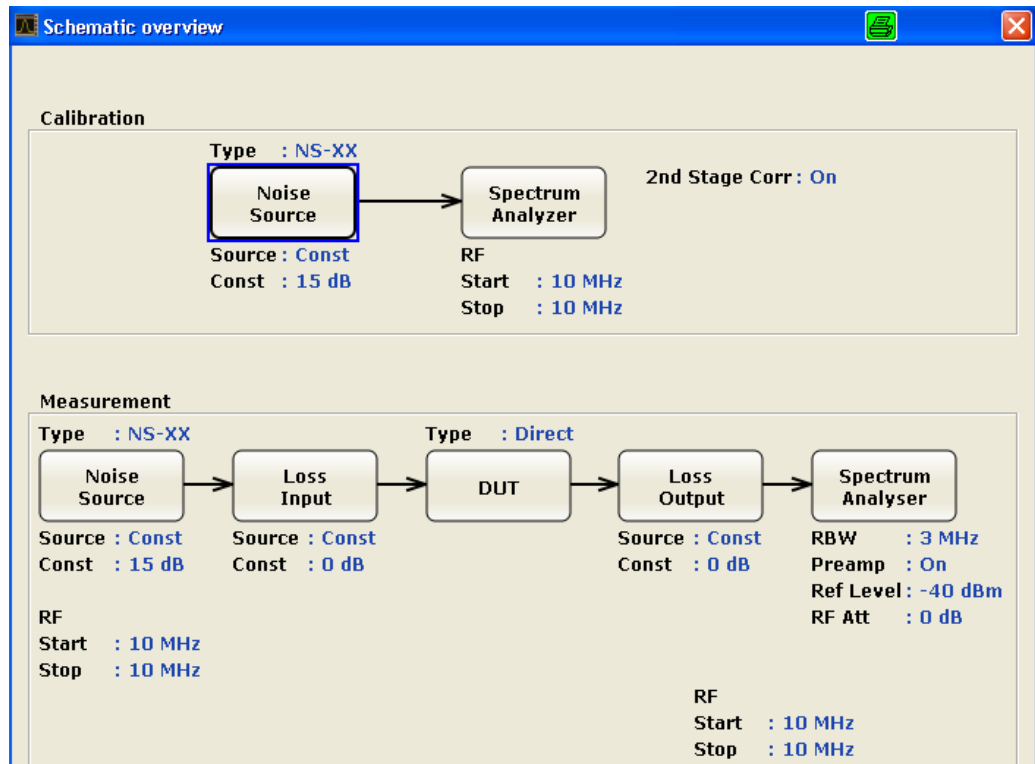 Schematic overview
Calibration
Type : NS-XX
Noise Source
Spectrum Analyzer
2nd Stage Corr : On
Source : Const
Const : 15 dB
RF
Start : 10 MHz
Stop : 10 MHz
Measurement
Type : NS-XX
Type : Direct
Noise Source
Loss Input
DUT
Loss Output
Spectrum Analyser
Source : Const
Const : 15 dB
Source : Const
Const : 0 dB
Source : Const
Const : 0 dB
RBW : 3 MHz
Preamp : On
Ref Level : -40 dBm
RF Att : 0 dB
RF
Start : 10 MHz
Stop : 10 MHz
RF
Start : 10 MHz
Stop : 10 MHz